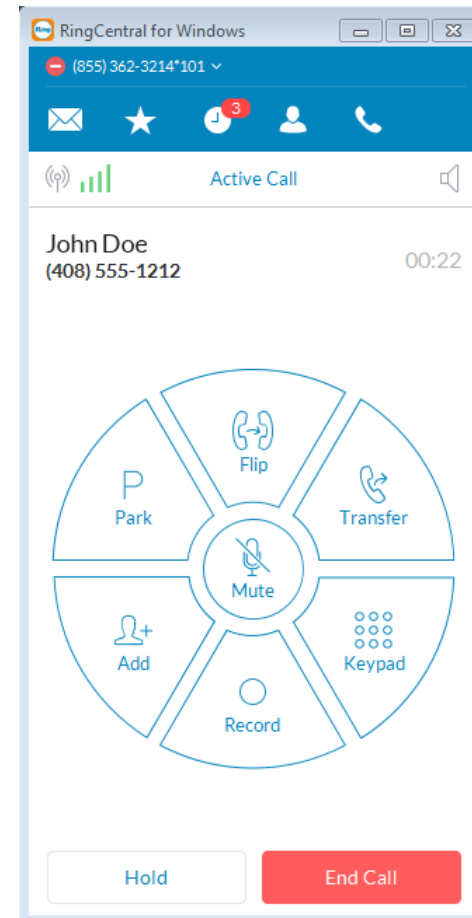 RingCentral for Windows
(855) 362-3214*101
3
Active Call
John Doe
(408) 555-1212
00:22
Flip
P
Park
Transfer
Mute
Add
Keypad
Record
Hold
End Call